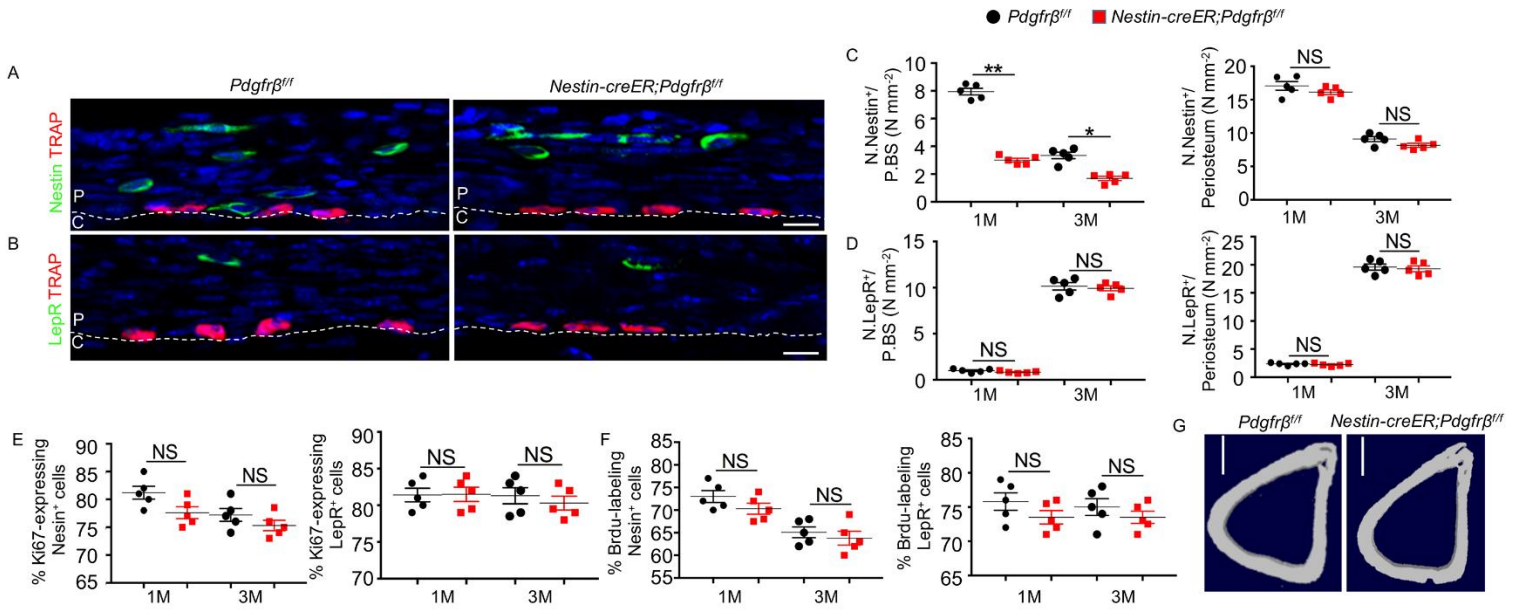 Pdgfrβf/f Nestin-creER;Pdgfrβf/f
A
Pdgfrβf/f Nestin-creER;Pdgfrβf/f
Nestin TRAP
P
C
P
C
B
LepR TRAP
P
C
P
C
C
N.Nestin+/
P.BS (N mm-2)
10
8
6
4
2
0
**
*
1M 3M
N.Nestin+/
Periosteum (N mm-2)
20
15
10
5
0
NS
NS
1M 3M
D
N.LepR+/
P.BS (N mm-2)
15
10
5
0
NS
NS
1M 3M
N.LepR+/
Periosteum (N mm-2)
25
20
15
10
5
0
NS
NS
1M 3M
E
% Ki67-expressing
Nesin+ cells
90
85
80
75
70
65
NS
NS
1M 3M
% Ki67-expressing
LepR+ cells
90
85
80
75
70
NS
NS
1M 3M
F
% Brdu-labeling
Nesin+ cells
85
80
75
70
65
60
55
NS
NS
1M 3M
% Brdu-labeling
LepR+ cells
85
80
75
70
65
NS
NS
1M 3M
G
Pdgfrβf/f Nestin-creER;Pdgfrβf/f